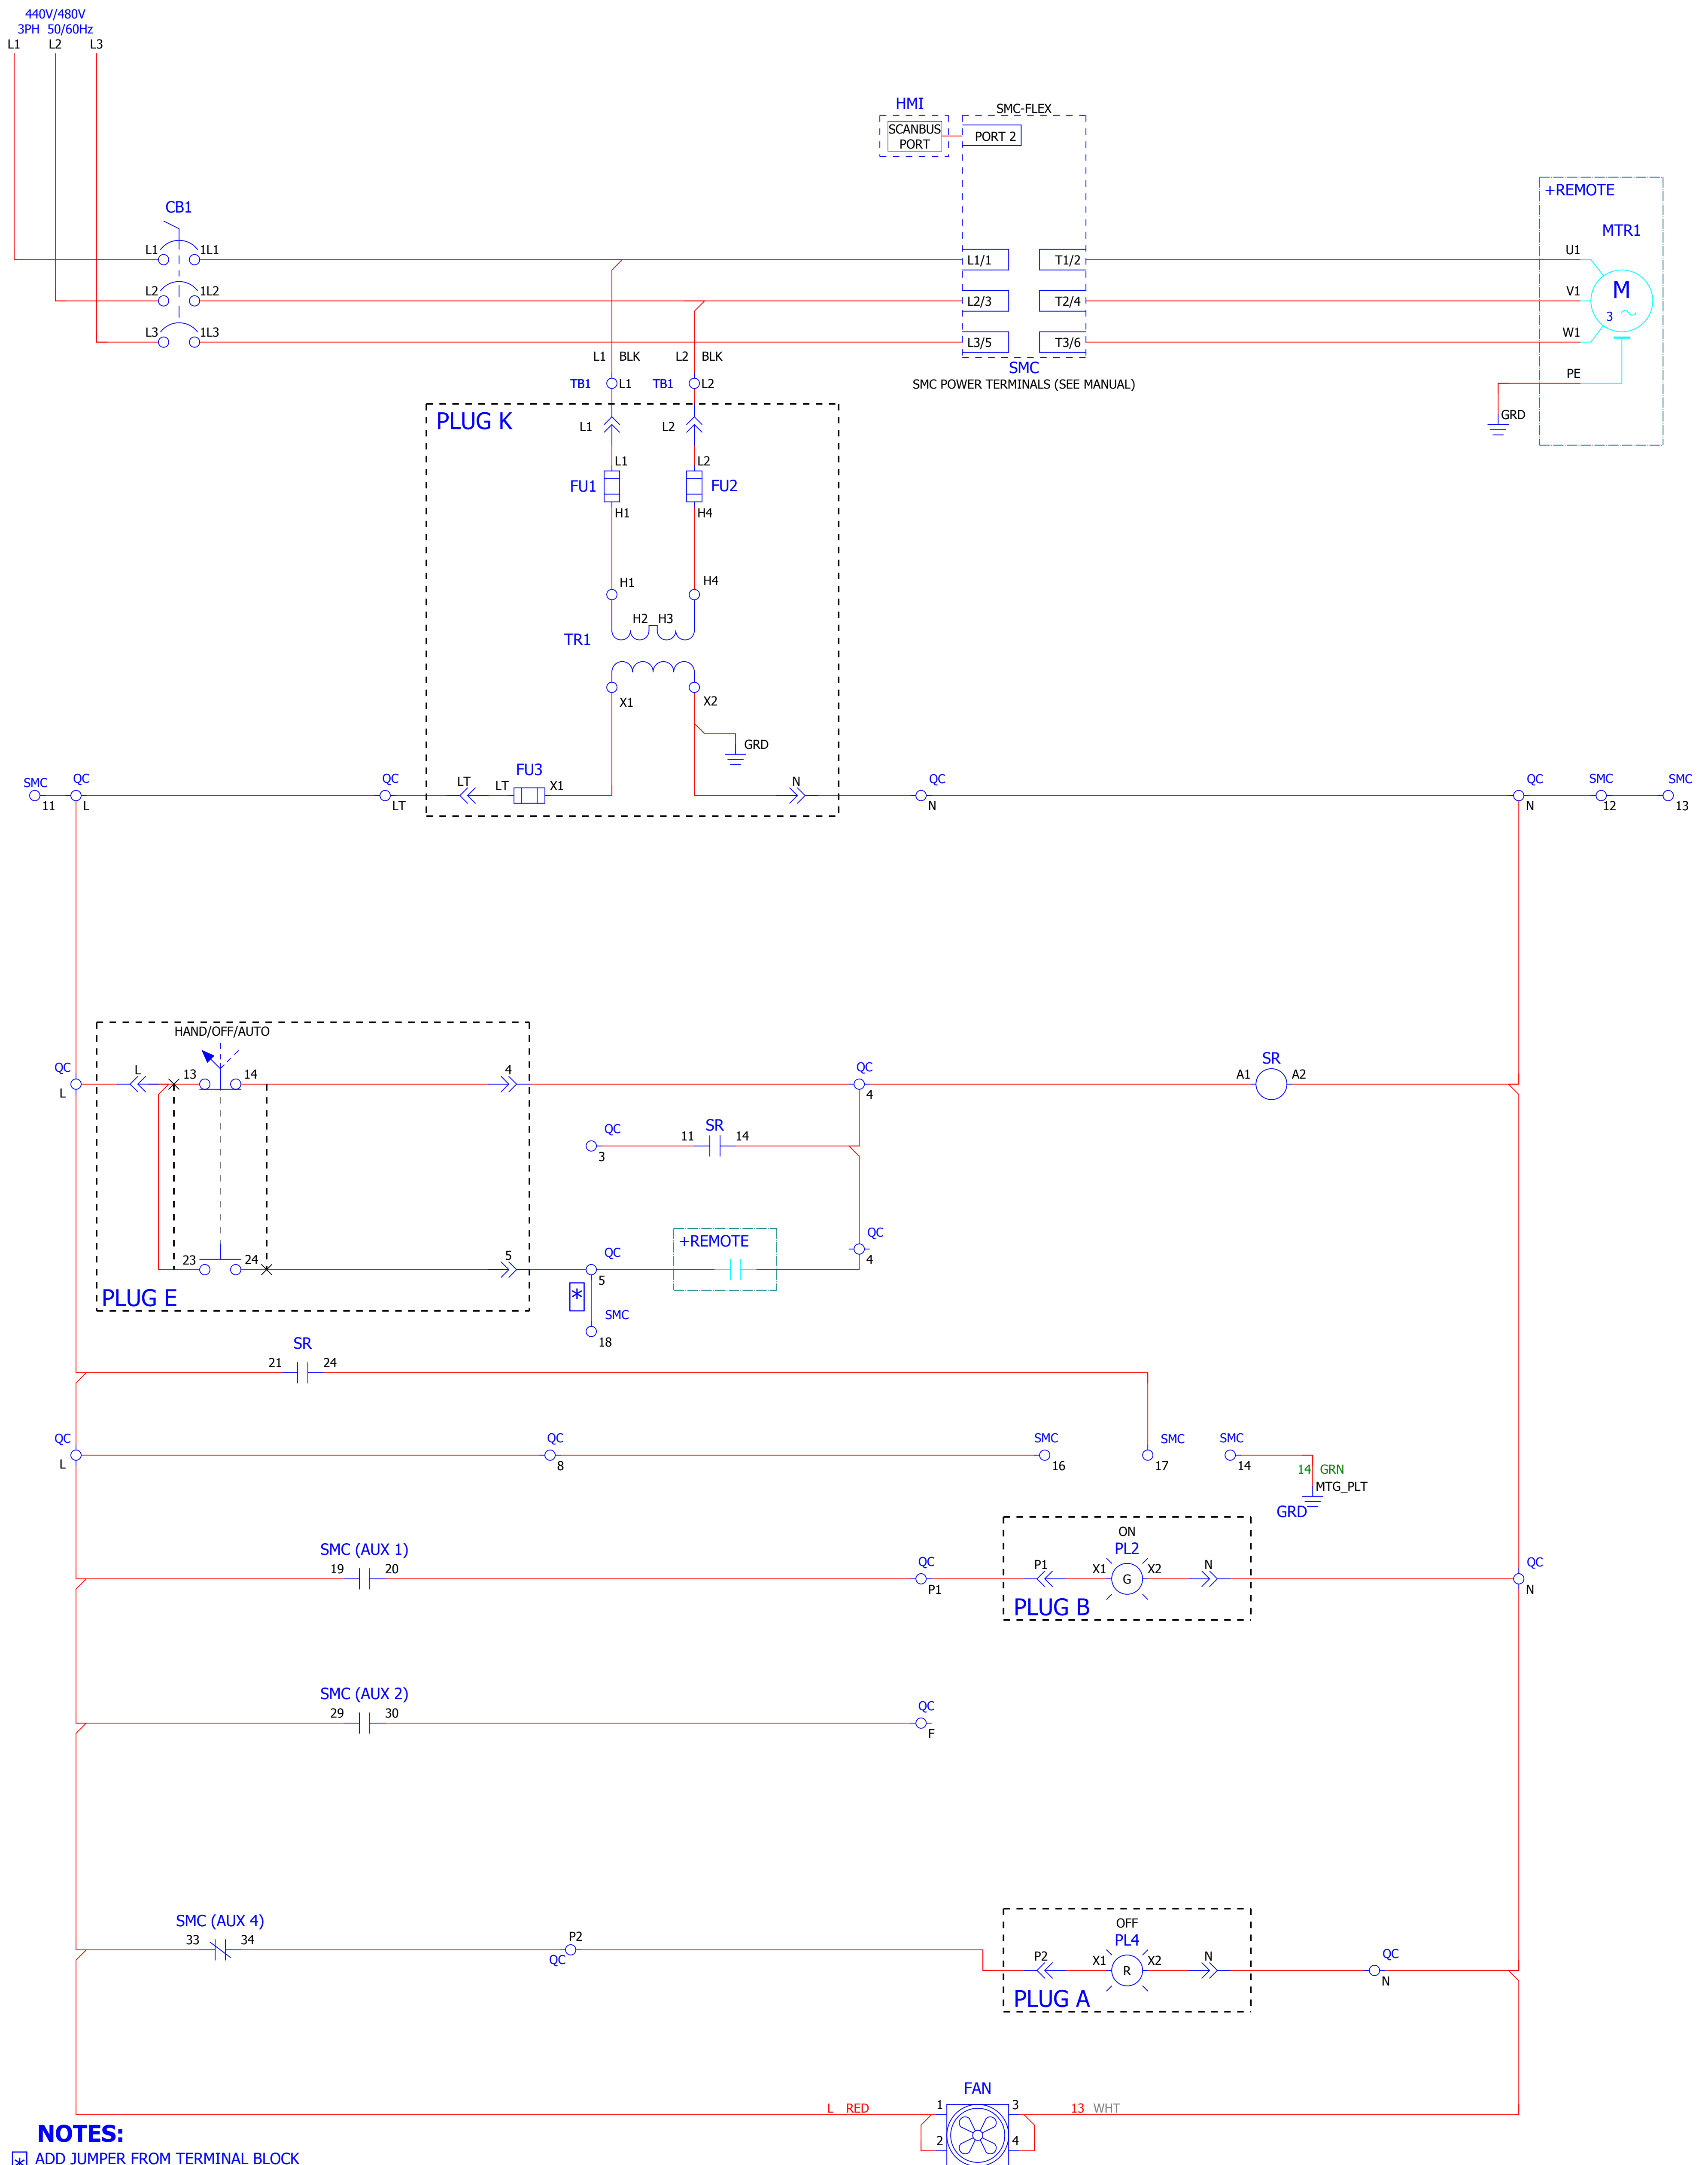 440V/480V
3PH 50/60Hz
L1 L2 L3
HMI
SMC-FLEX
SCANBUS
PORT
PORT 2
+REMOTE
MTR1
CB1
L1 1L1
L1/1 T1/2
U1
L2 1L2
L2/3 T2/4
V1
M
3
L3 1L3
L3/5 T3/6
W1
L1 BLK L2 BLK
SMC
SMC POWER TERMINALS (SEE MANUAL)
PE
GRD
TB1 L1 TB1 L2
PLUG K
L1 L2
L1 L2
FU1 FU2
H1 H4
H1 H4
H2 H3
TR1
X1 X2
GRD
SMC QC QC LT LT FU3 X1 N QC QC SMC SMC
11 L LT N N 12 13
HAND/OFF/AUTO
QC L 13 14 4 QC A1 SR A2
L 4
QC 11 SR 14
3
+REMOTE
23 24 5 QC QC
5 4
PLUG E
*
SMC
18
SR
21 24
QC QC SMC SMC SMC
L 8 16 17 14
14 GRN
MTG_PLT
GRD
ON
PL2
SMC (AUX 1)
19 20 QC P1 X1 G X2 N QC
P1 N
PLUG B
SMC (AUX 2)
29 30 QC
F
OFF
PL4
SMC (AUX 4)
33 34 P2
QC
P2 X1 R X2 N QC
N
PLUG A
FAN
L RED 1 3 13 WHT
2 4
NOTES:
* ADD JUMPER FROM TERMINAL BLOCK